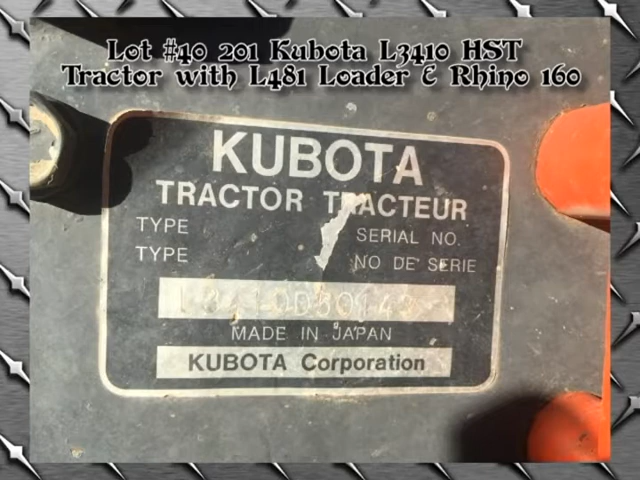 Lot #40 201 Kubota L3410 HST
Tractor with L481 Loader & Rhino 160
KUBOTA
TRACTOR TRACTEUR
TYPE SERIAL NO.
TYPE NO DE SERIE
MADE IN JAPAN
KUBOTA Corporation